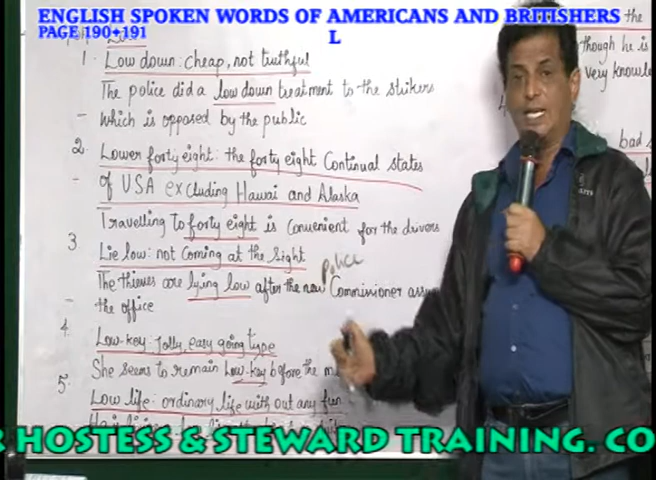 ENGLISH SPOKEN WORDS OF AMERICANS AND BRITISHERS
PAGE 190+191
L
1. Low down: cheap, not truthful
The police did a low down treatment to the strikers
which is opposed by the public
2. Lower forty eight: the forty eight Continual states
of USA excluding Hawai and Alaska
Travelling to forty eight is convenient for the drivers
3. Lie low: not coming at the sight
The thieves are lying low after the new Police Commissioner
the office
4. Low-key: Jolly, easy going type
She seems to remain Low-key before the
5. Low life: ordinary life with out any fun
the
though he is
very
bad
HOSTESS & STEWARD TRAINING. CO